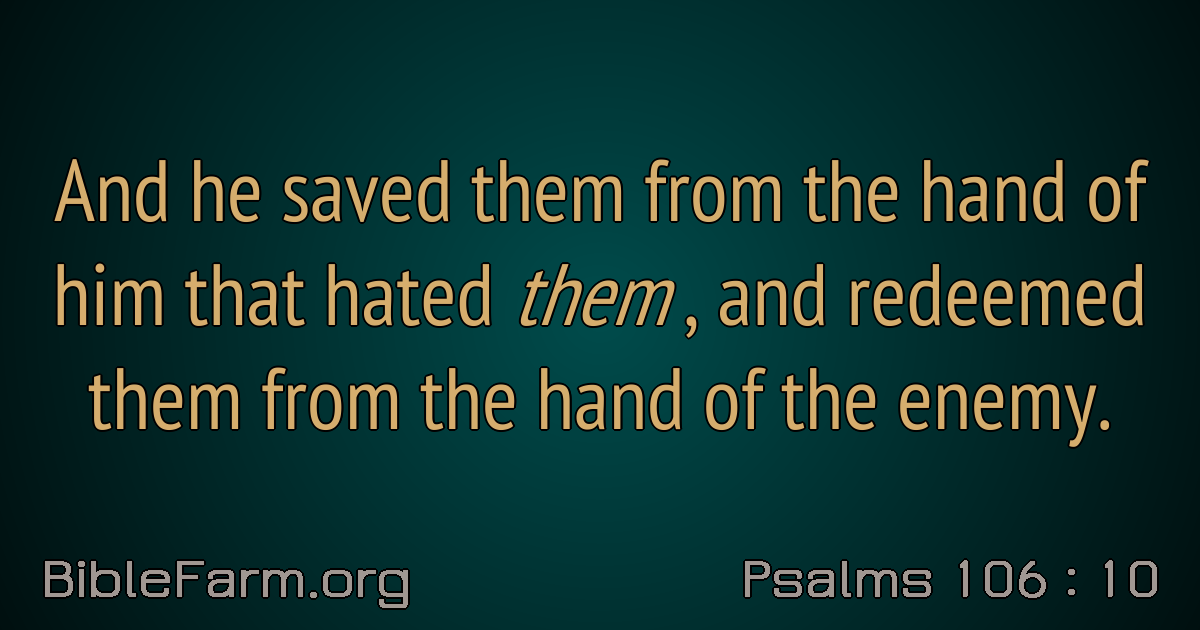 And he saved them from the hand of
him that hated them, and redeemed
them from the hand of the enemy.
BibleFarm.org
Psalms 106 : 10